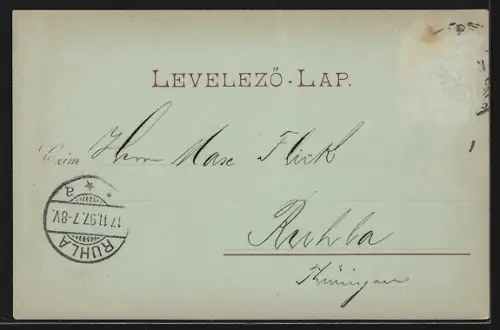 LEVELEZŐ-LAP.
Czim Herrn Max Flick
Ruhla
Thüringen
RUHLA
17.11.97.7-8V.
* * a